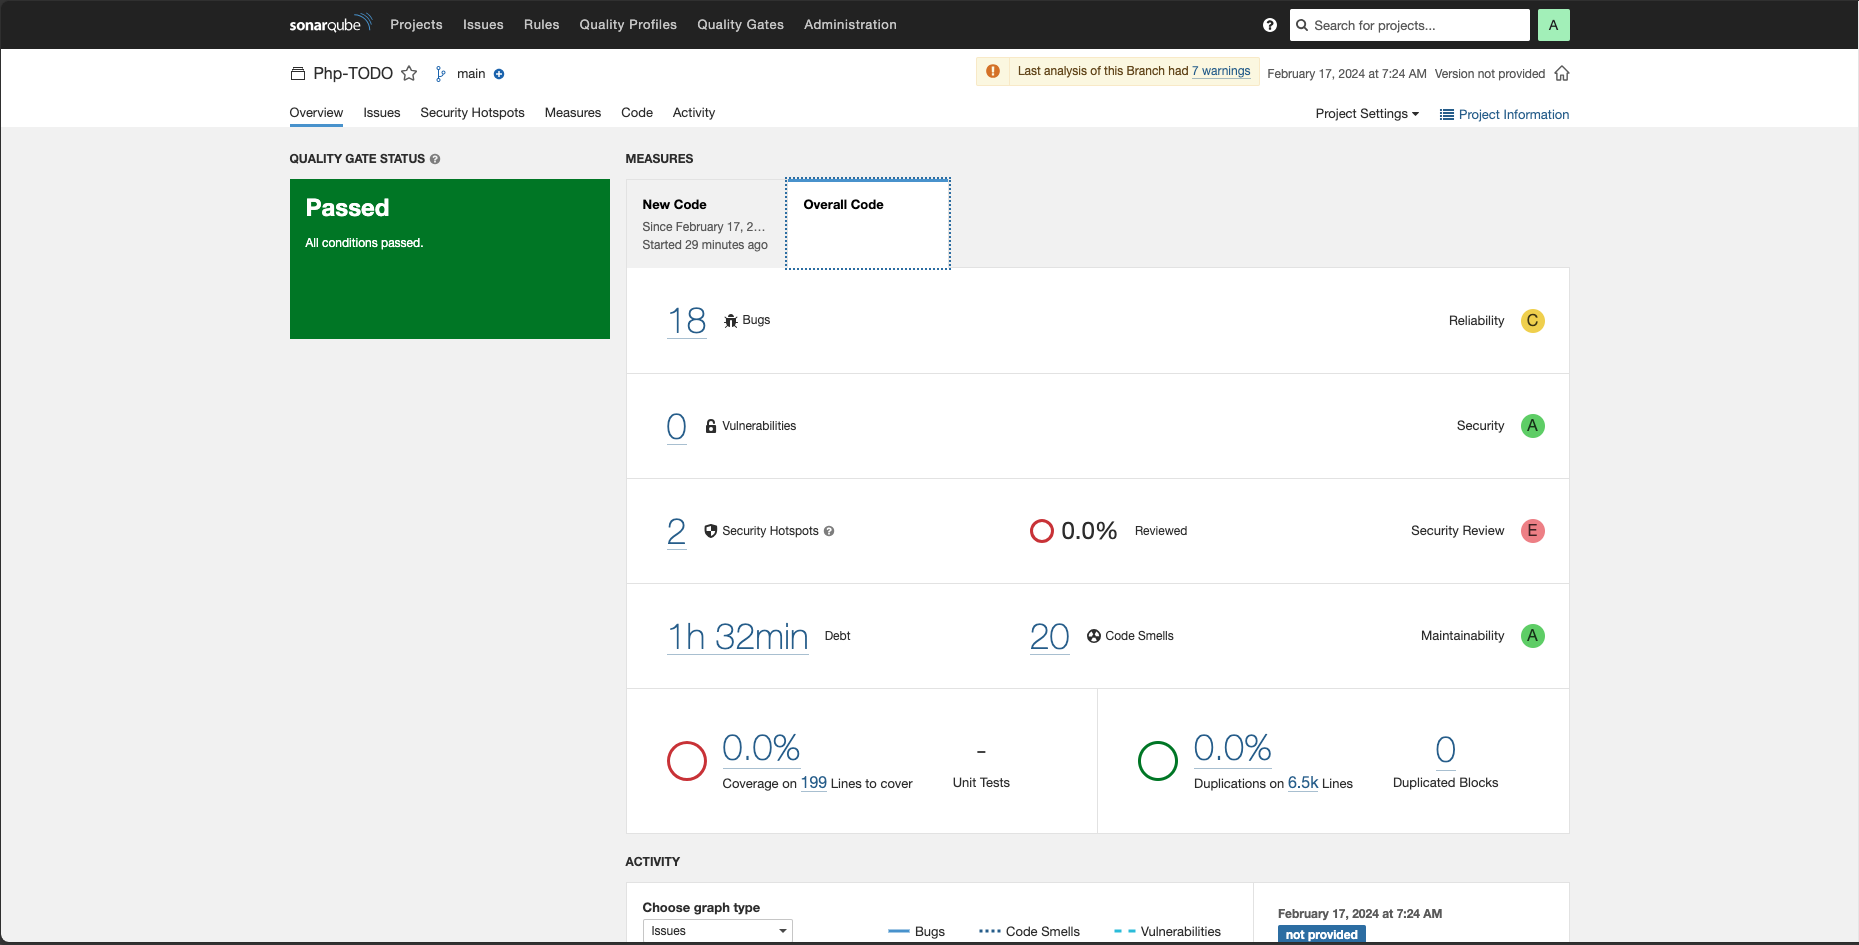 sonarqube Projects Issues Rules Quality Profiles Quality Gates Administration
? Search for projects... A
Php-TODO main
Last analysis of this Branch had 7 warnings February 17, 2024 at 7:24 AM Version not provided
Overview Issues Security Hotspots Measures Code Activity
Project Settings Project Information
QUALITY GATE STATUS ?
Passed
All conditions passed.
MEASURES
New Code
Since February 17, 2...
Started 29 minutes ago
Overall Code
18 Bugs Reliability C
0 Vulnerabilities Security A
2 Security Hotspots ? 0.0% Reviewed Security Review E
1h 32min Debt 20 Code Smells Maintainability A
0.0%
Coverage on 199 Lines to cover
-
Unit Tests
0.0%
Duplications on 6.5k Lines
0
Duplicated Blocks
ACTIVITY
Choose graph type
Issues
Bugs Code Smells Vulnerabilities
February 17, 2024 at 7:24 AM
not provided